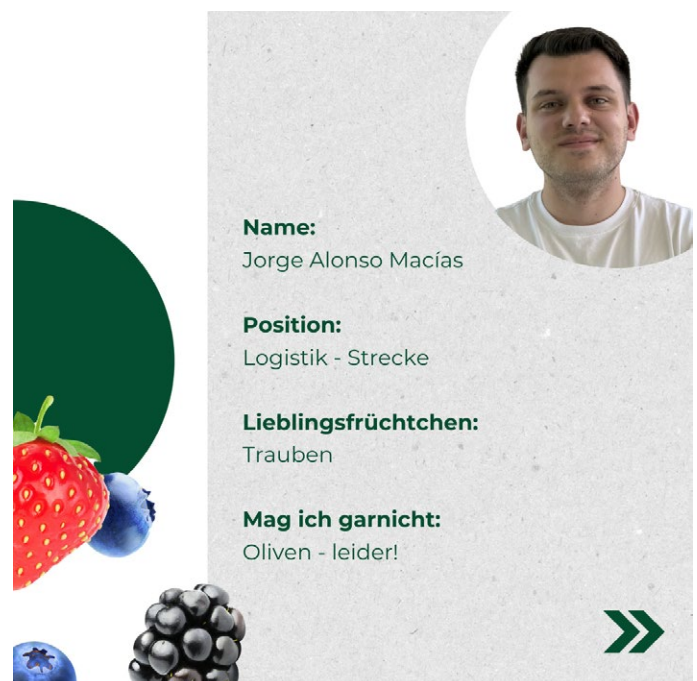 Name:
Jorge Alonso Macías
Position:
Logistik - Strecke
Lieblingsfrüchtchen:
Trauben
Mag ich garnicht:
Oliven - leider!